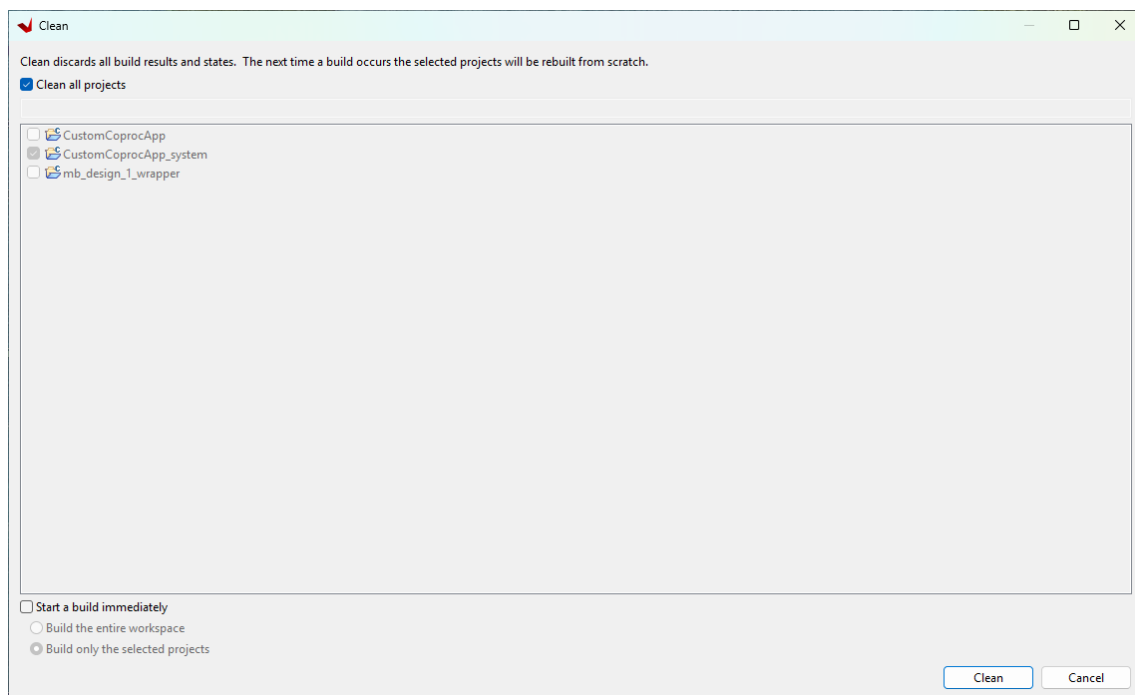 Clean
Clean discards all build results and states.  The next time a build occurs the selected projects will be rebuilt from scratch.
Clean all projects
CustomCoprocApp
CustomCoprocApp_system
mb_design_1_wrapper
Start a build immediately
Build the entire workspace
Build only the selected projects
Clean
Cancel